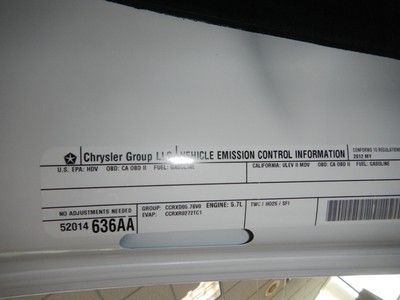 Chrysler Group LLC VEHICLE EMISSION CONTROL INFORMATION
CONFORMS TO REGULATIONS
2012 MY
U.S. EPA: HDV OBD: CA OBD II FUEL: GASOLINE
CALIFORNIA: ULEV II MDV OBD: CA OBD II FUEL: GASOLINE
NO ADJUSTMENTS NEEDED
52014 636AA
GROUP: CCRXD05.76V0 ENGINE: 5.7L
EVAP: CCRXR0272TC1
TWC / HO2S / SFI